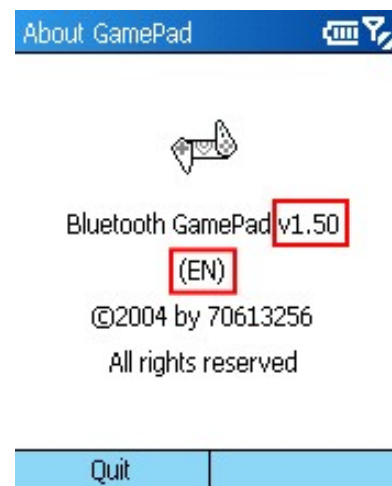 About GamePad
Bluetooth GamePad v1.50
(EN)
©2004 by 70613256
All rights reserved
Quit